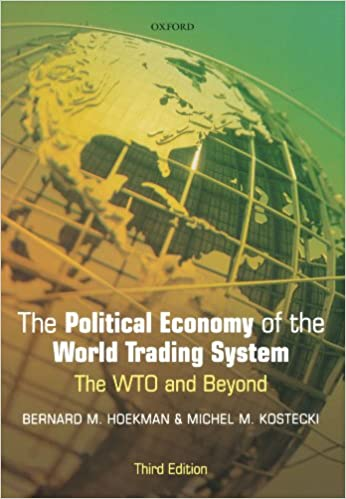 OXFORD
The Political Economy of the
World Trading System
The WTO and Beyond
BERNARD M. HOEKMAN & MICHEL M. KOSTECKI
Third Edition